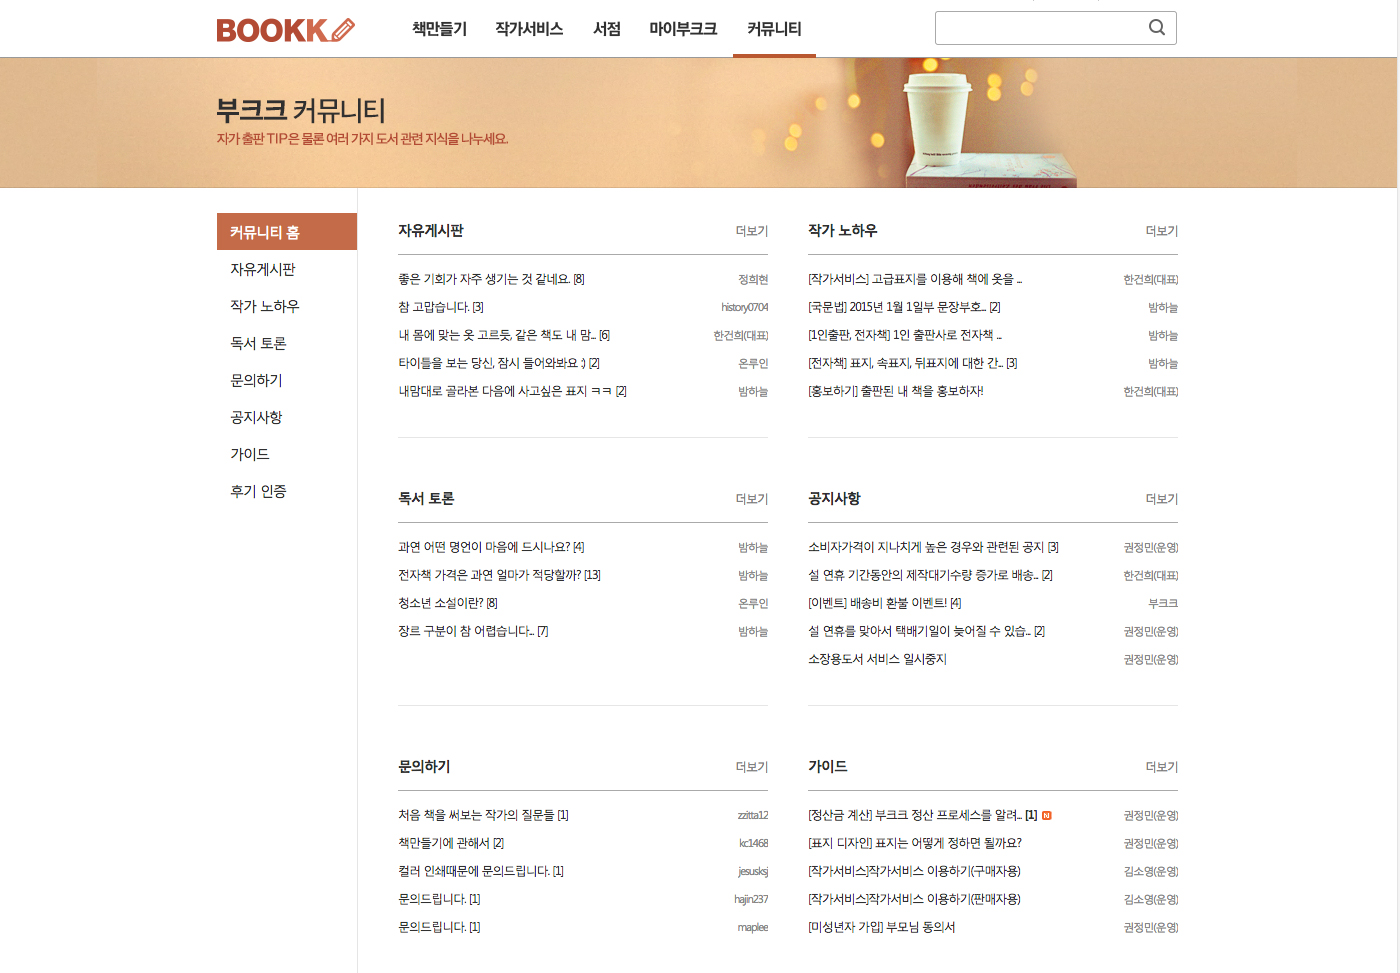 BOOKK
책만들기 작가서비스 서점 마이부크크 커뮤니티
부크크 커뮤니티
자가 출판 TIP은 물론 여러 가지 도서 관련 지식을 나누세요.
커뮤니티 홈
자유게시판
작가 노하우
독서 토론
문의하기
공지사항
가이드
후기 인증
자유게시판 더보기
좋은 기회가 자주 생기는 것 같네요. [8] 정희현
참 고맙습니다. [3] history0704
내 몸에 맞는 옷 고르듯, 같은 책도 내 맘... [6] 한건희(대표)
타이틀을 보는 당신, 잠시 들어와봐요 :) [2] 온루인
내맘대로 골라본 다음에 사고싶은 표지 ㅋㅋ [2] 밤하늘
작가 노하우 더보기
[작가서비스] 고급표지를 이용해 책에 옷을 ... 한건희(대표)
[국문법] 2015년 1월 1일부 문장부호... [2] 밤하늘
[1인출판, 전자책] 1인 출판사로 전자책 ... 밤하늘
[전자책] 표지, 속표지, 뒤표지에 대한 간... [3] 밤하늘
[홍보하기] 출판된 내 책을 홍보하자! 한건희(대표)
독서 토론 더보기
과연 어떤 명언이 마음에 드시나요? [4] 밤하늘
전자책 가격은 과연 얼마가 적당할까? [13] 밤하늘
청소년 소설이란? [8] 온루인
장르 구분이 참 어렵습니다... [7] 밤하늘
공지사항 더보기
소비자가격이 지나치게 높은 경우와 관련된 공지 [3] 권정민(운영)
설 연휴 기간동안의 제작대기수량 증가로 배송... [2] 한건희(대표)
[이벤트] 배송비 환불 이벤트! [4] 부크크
설 연휴를 맞아서 택배기일이 늦어질 수 있습... [2] 권정민(운영)
소장용도서 서비스 일시중지 권정민(운영)
문의하기 더보기
처음 책을 써보는 작가의 질문들 [1] zzitta12
책만들기에 관해서 [2] kc1468
컬러 인쇄때문에 문의드립니다. [1] jesusksj
문의드립니다. [1] hajin237
문의드립니다. [1] maplee
가이드 더보기
[정산금 계산] 부크크 정산 프로세스를 알려... [1] N 권정민(운영)
[표지 디자인] 표지는 어떻게 정하면 될까요? 권정민(운영)
[작가서비스]작가서비스 이용하기(구매자용) 김소영(운영)
[작가서비스]작가서비스 이용하기(판매자용) 김소영(운영)
[미성년자 가입] 부모님 동의서 권정민(운영)